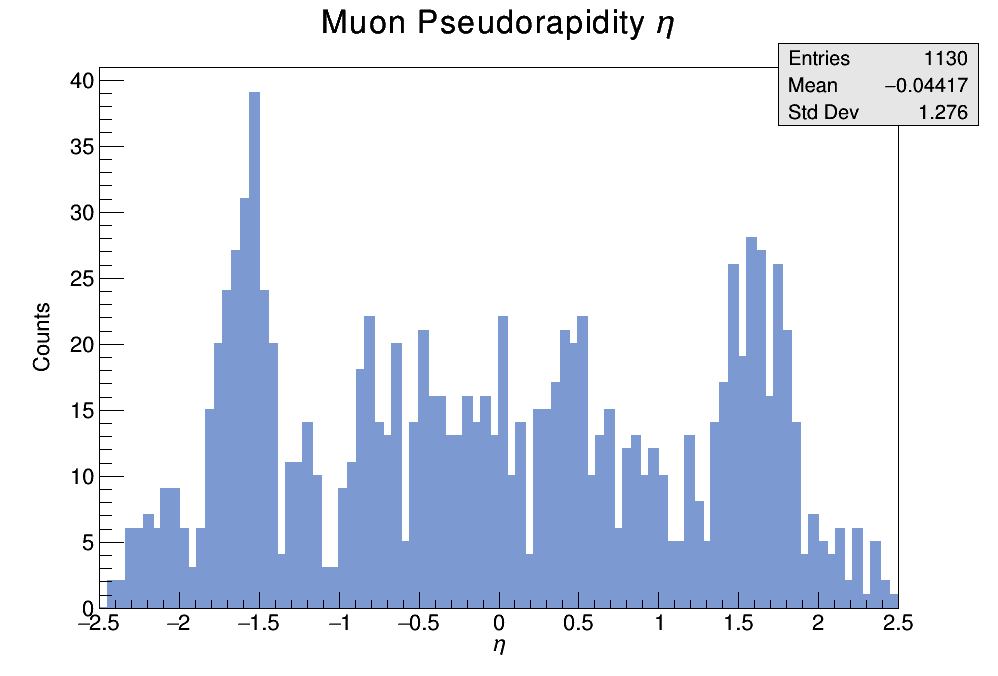 Muon Pseudorapidity η
Entries 1130
Mean −0.04417
Std Dev 1.276
40
35
30
25
20
15
10
5
0
Counts
−2.5 −2 −1.5 −1 −0.5 0 0.5 1 1.5 2 2.5
η